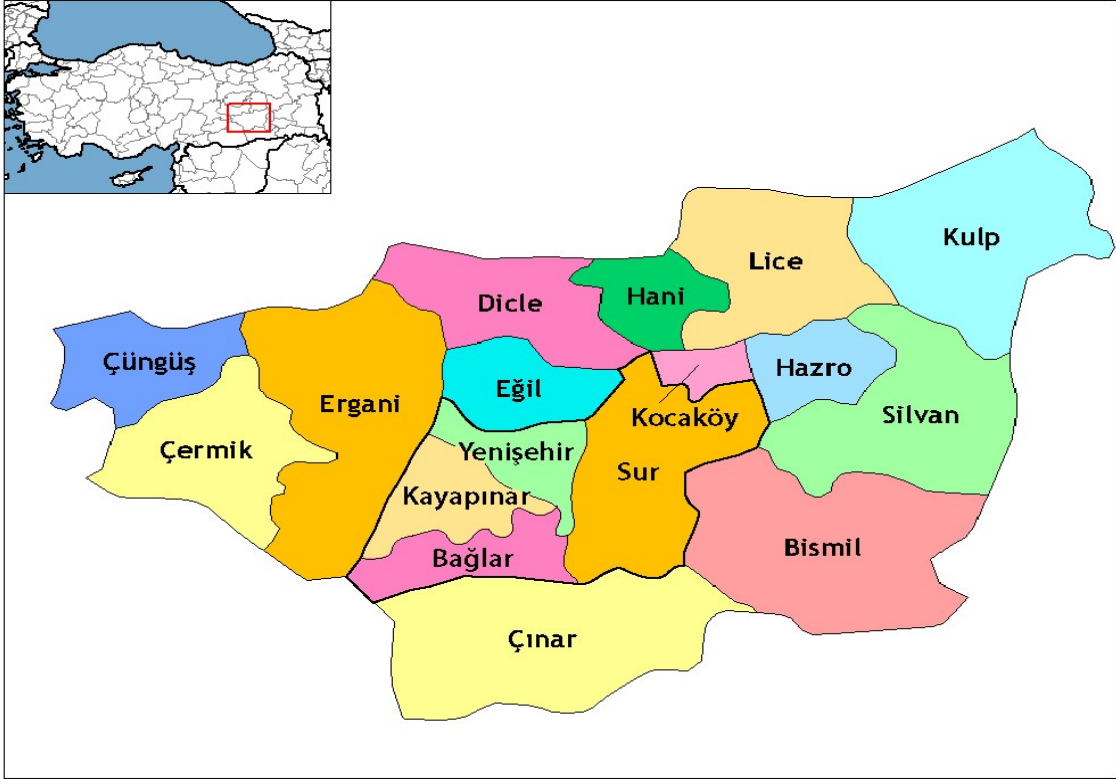 Kulp
Lice
Hani
Dicle
Çüngüş
Hazro
Eğil
Ergani
Kocaköy
Silvan
Çermik
Yenişehir
Sur
Kayapınar
Bismil
Bağlar
Çınar